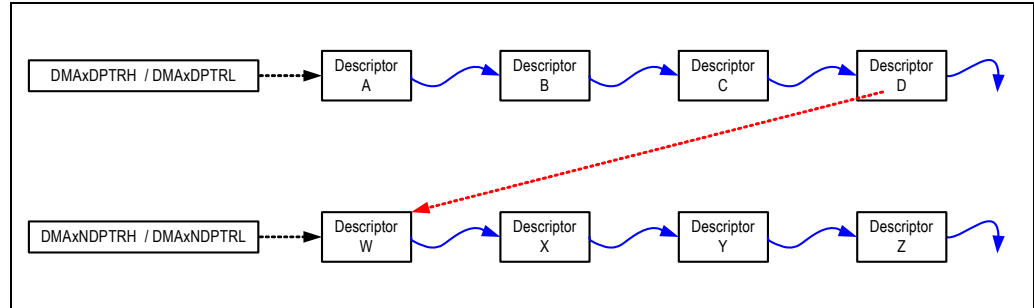 DMAxDPTRH / DMAxDPTRL
Descriptor
A
Descriptor
B
Descriptor
C
Descriptor
D
DMAxNDPTRH / DMAxNDPTRL
Descriptor
W
Descriptor
X
Descriptor
Y
Descriptor
Z